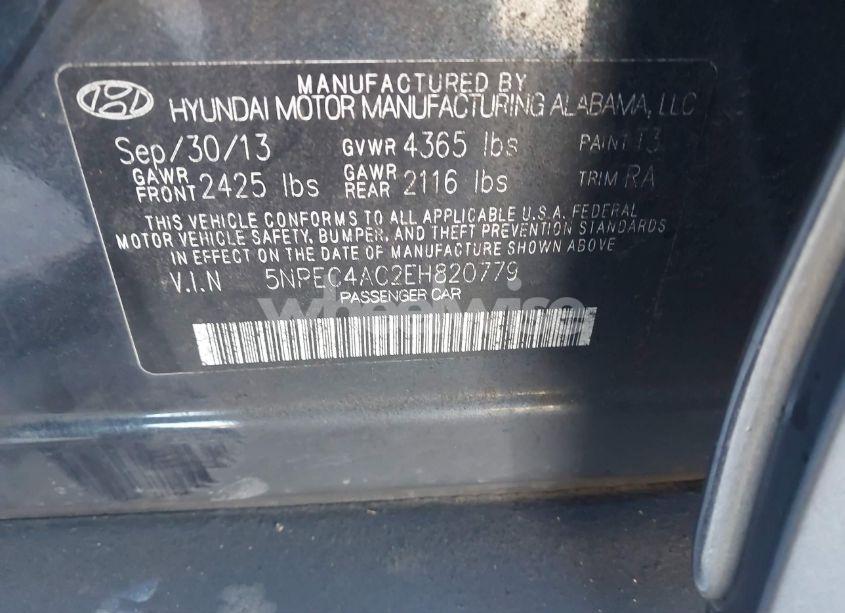 MANUFACTURED BY
HYUNDAI MOTOR MANUFACTURING ALABAMA, LLC
Sep/30/13 GVWR 4365 lbs PAINT
GAWR FRONT 2425 lbs GAWR REAR 2116 lbs TRIM RA
THIS VEHICLE CONFORMS TO ALL APPLICABLE U.S.A. FEDERAL
MOTOR VEHICLE SAFETY, BUMPER, AND THEFT PREVENTION STANDARDS
IN EFFECT ON THE DATE OF MANUFACTURE SHOWN ABOVE
V.I.N 5NPEC4AC2EH820779
PASSENGER CAR
wheelwise